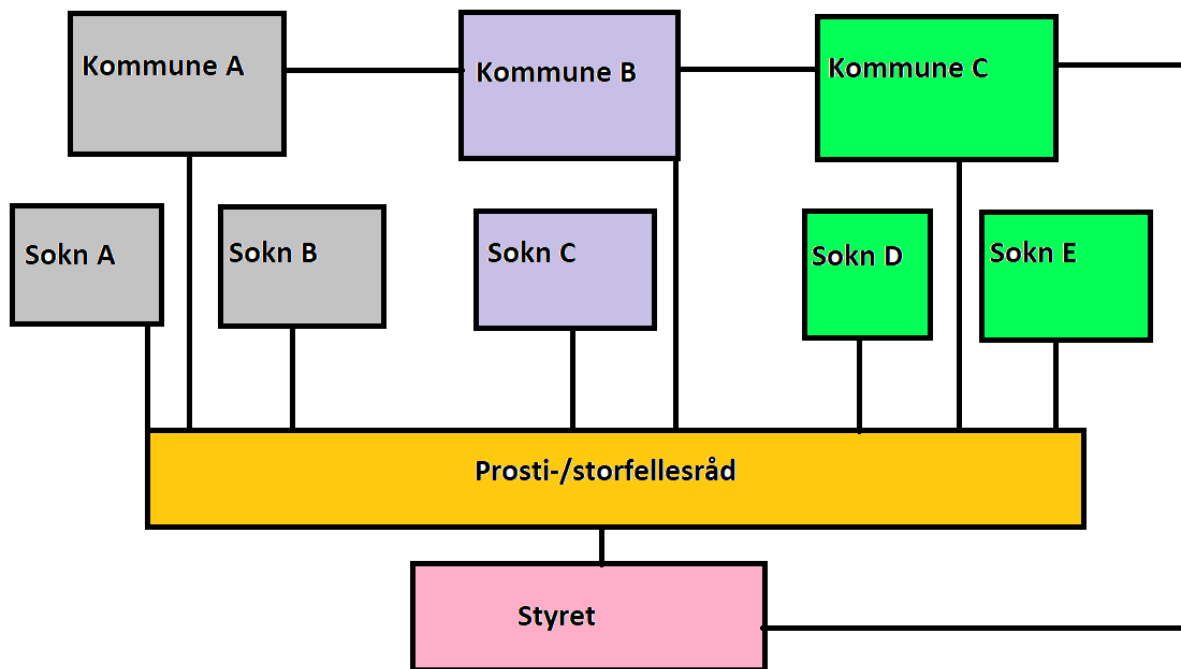 Kommune A
Kommune B
Kommune C
Sokn A
Sokn B
Sokn C
Sokn D
Sokn E
Prosti-/storfellesråd
Styret